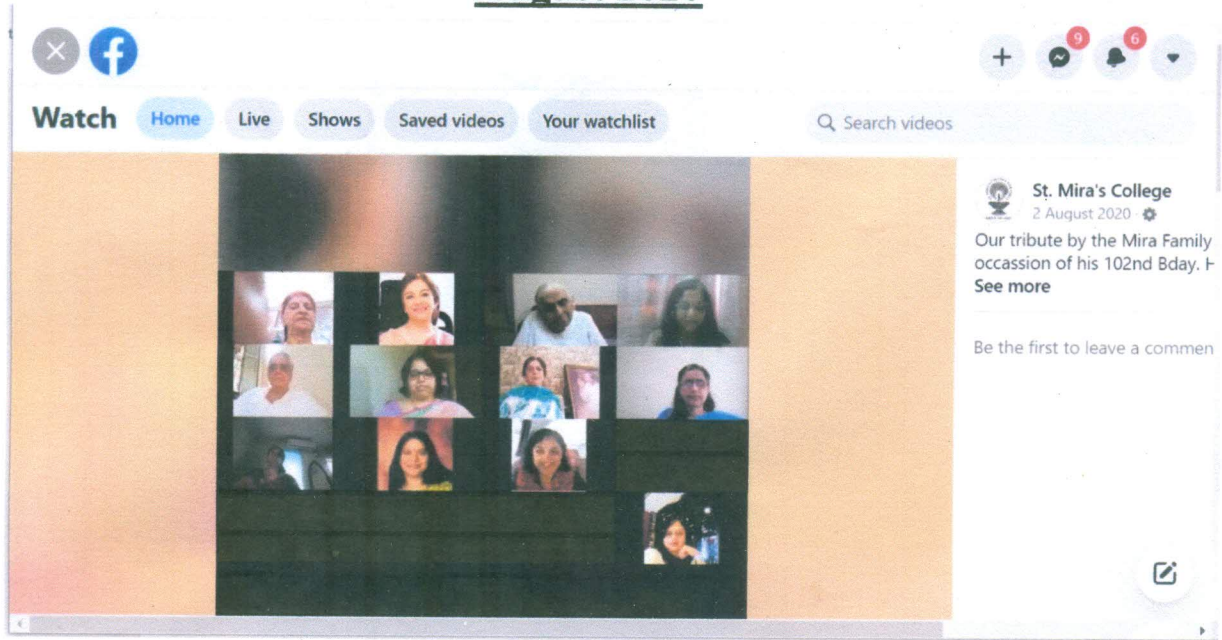 9
6
Watch
Home
Live
Shows
Saved videos
Your watchlist
Search videos
St. Mira's College
2 August 2020
Our tribute by the Mira Family
occassion of his 102nd Bday. H
See more
Be the first to leave a commen